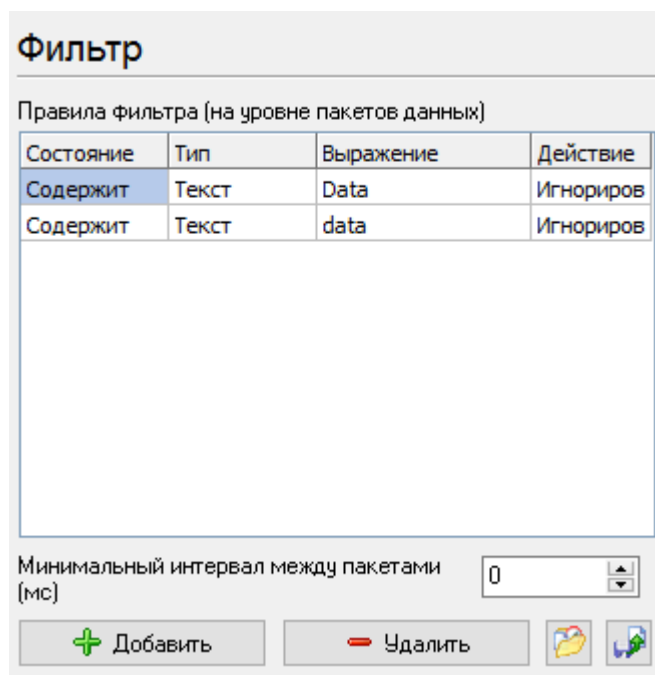 Фильтр
Правила фильтра (на уровне пакетов данных)
Состояние Тип Выражение Действие
Содержит Текст Data Игнориров
Содержит Текст data Игнориров
Минимальный интервал между пакетами
(мс)
0
Добавить Удалить